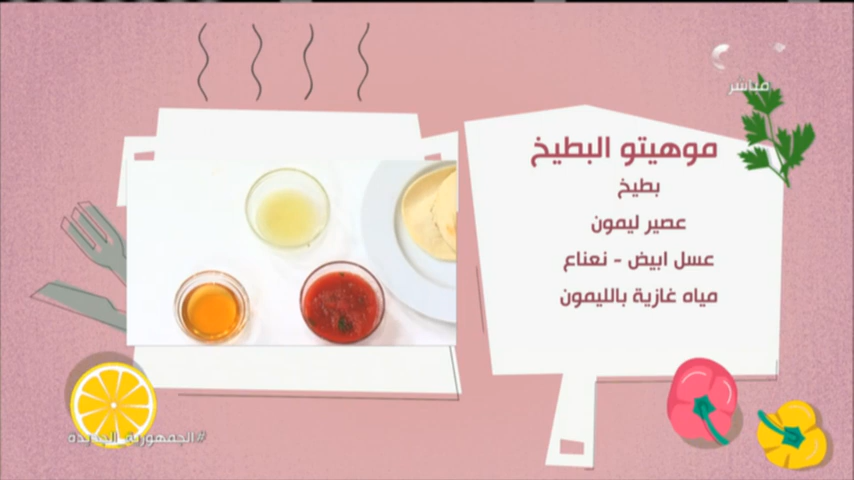 مباشر
موهيتو البطيخ
بطيخ
عصير ليمون
عسل ابيض - نعناع
مياه غازية بالليمون
#الجمهورية_الجديدة